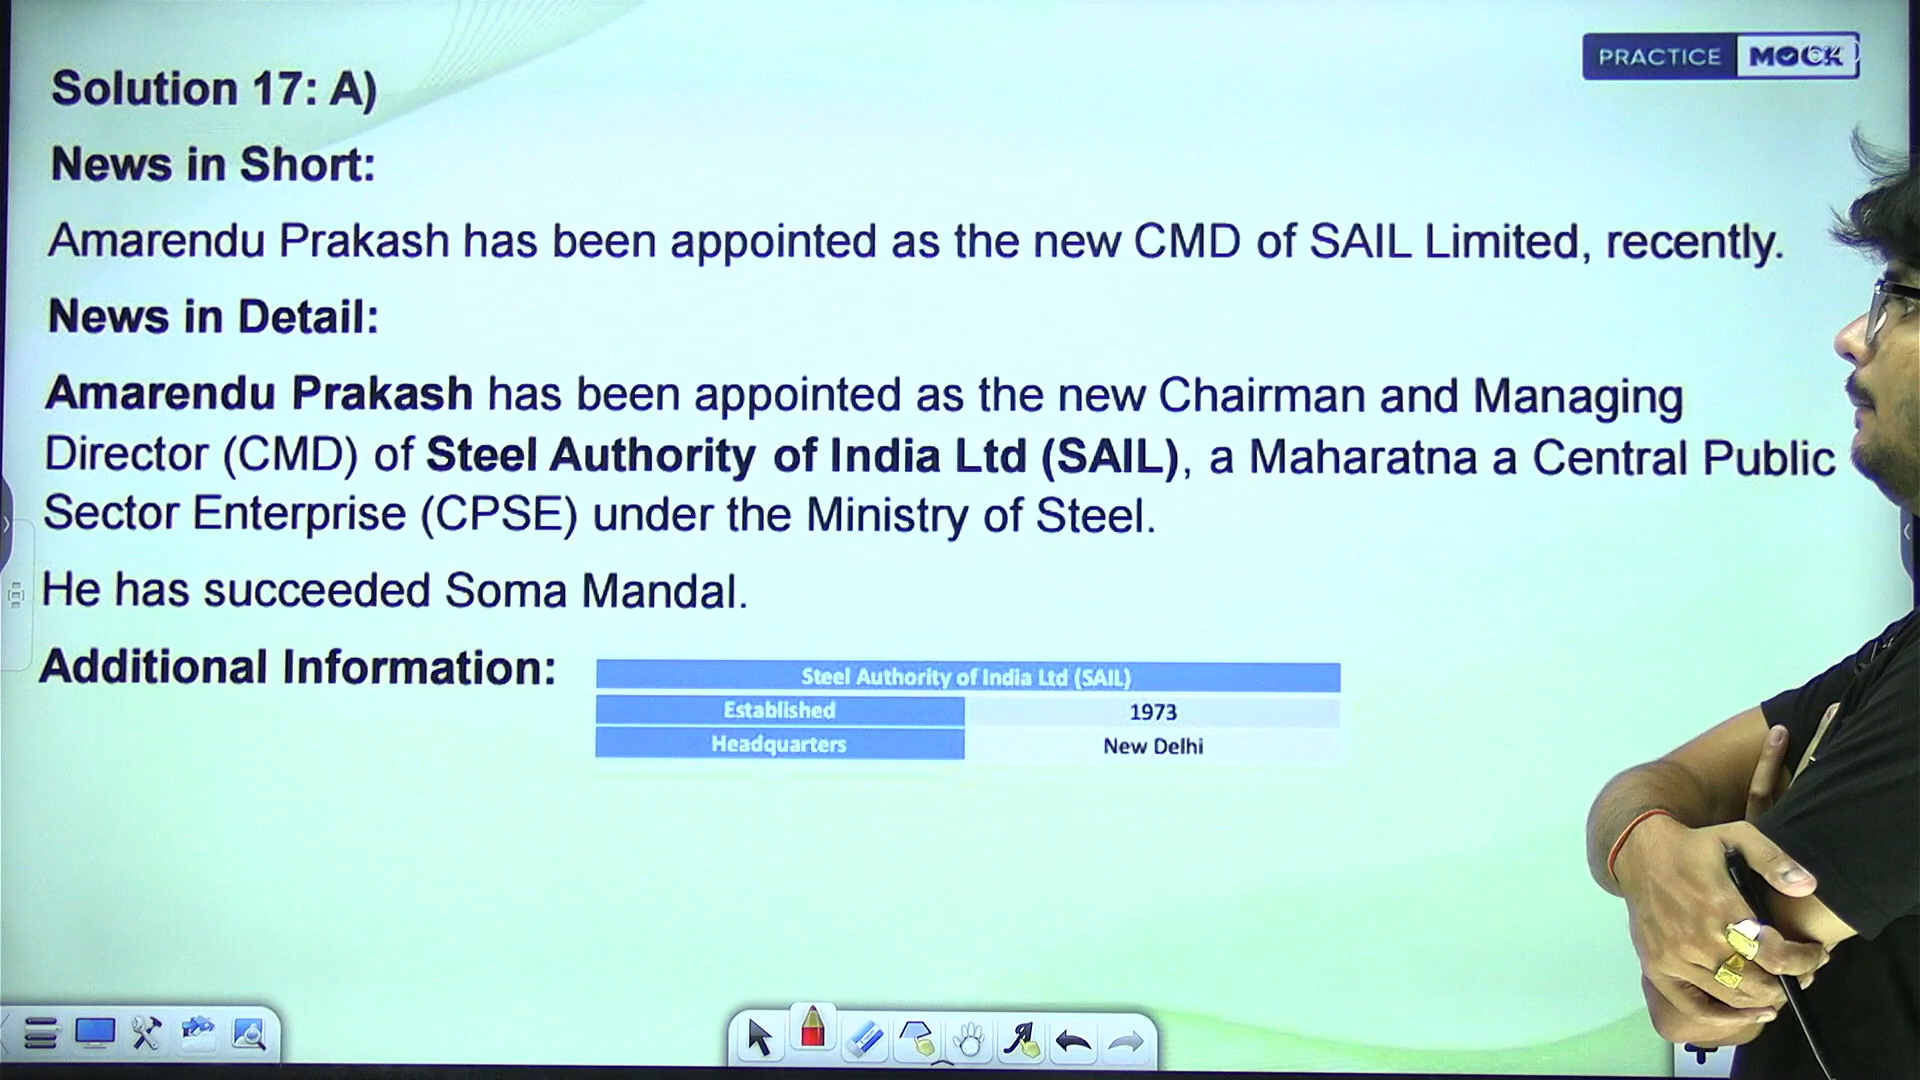 PRACTICE MOCK
Solution 17: A)
News in Short:
Amarendu Prakash has been appointed as the new CMD of SAIL Limited, recently.
News in Detail:
Amarendu Prakash has been appointed as the new Chairman and Managing
Director (CMD) of Steel Authority of India Ltd (SAIL), a Maharatna a Central Public
Sector Enterprise (CPSE) under the Ministry of Steel.
He has succeeded Soma Mandal.
Additional Information:
Steel Authority of India Ltd (SAIL)
Established 1973
Headquarters New Delhi